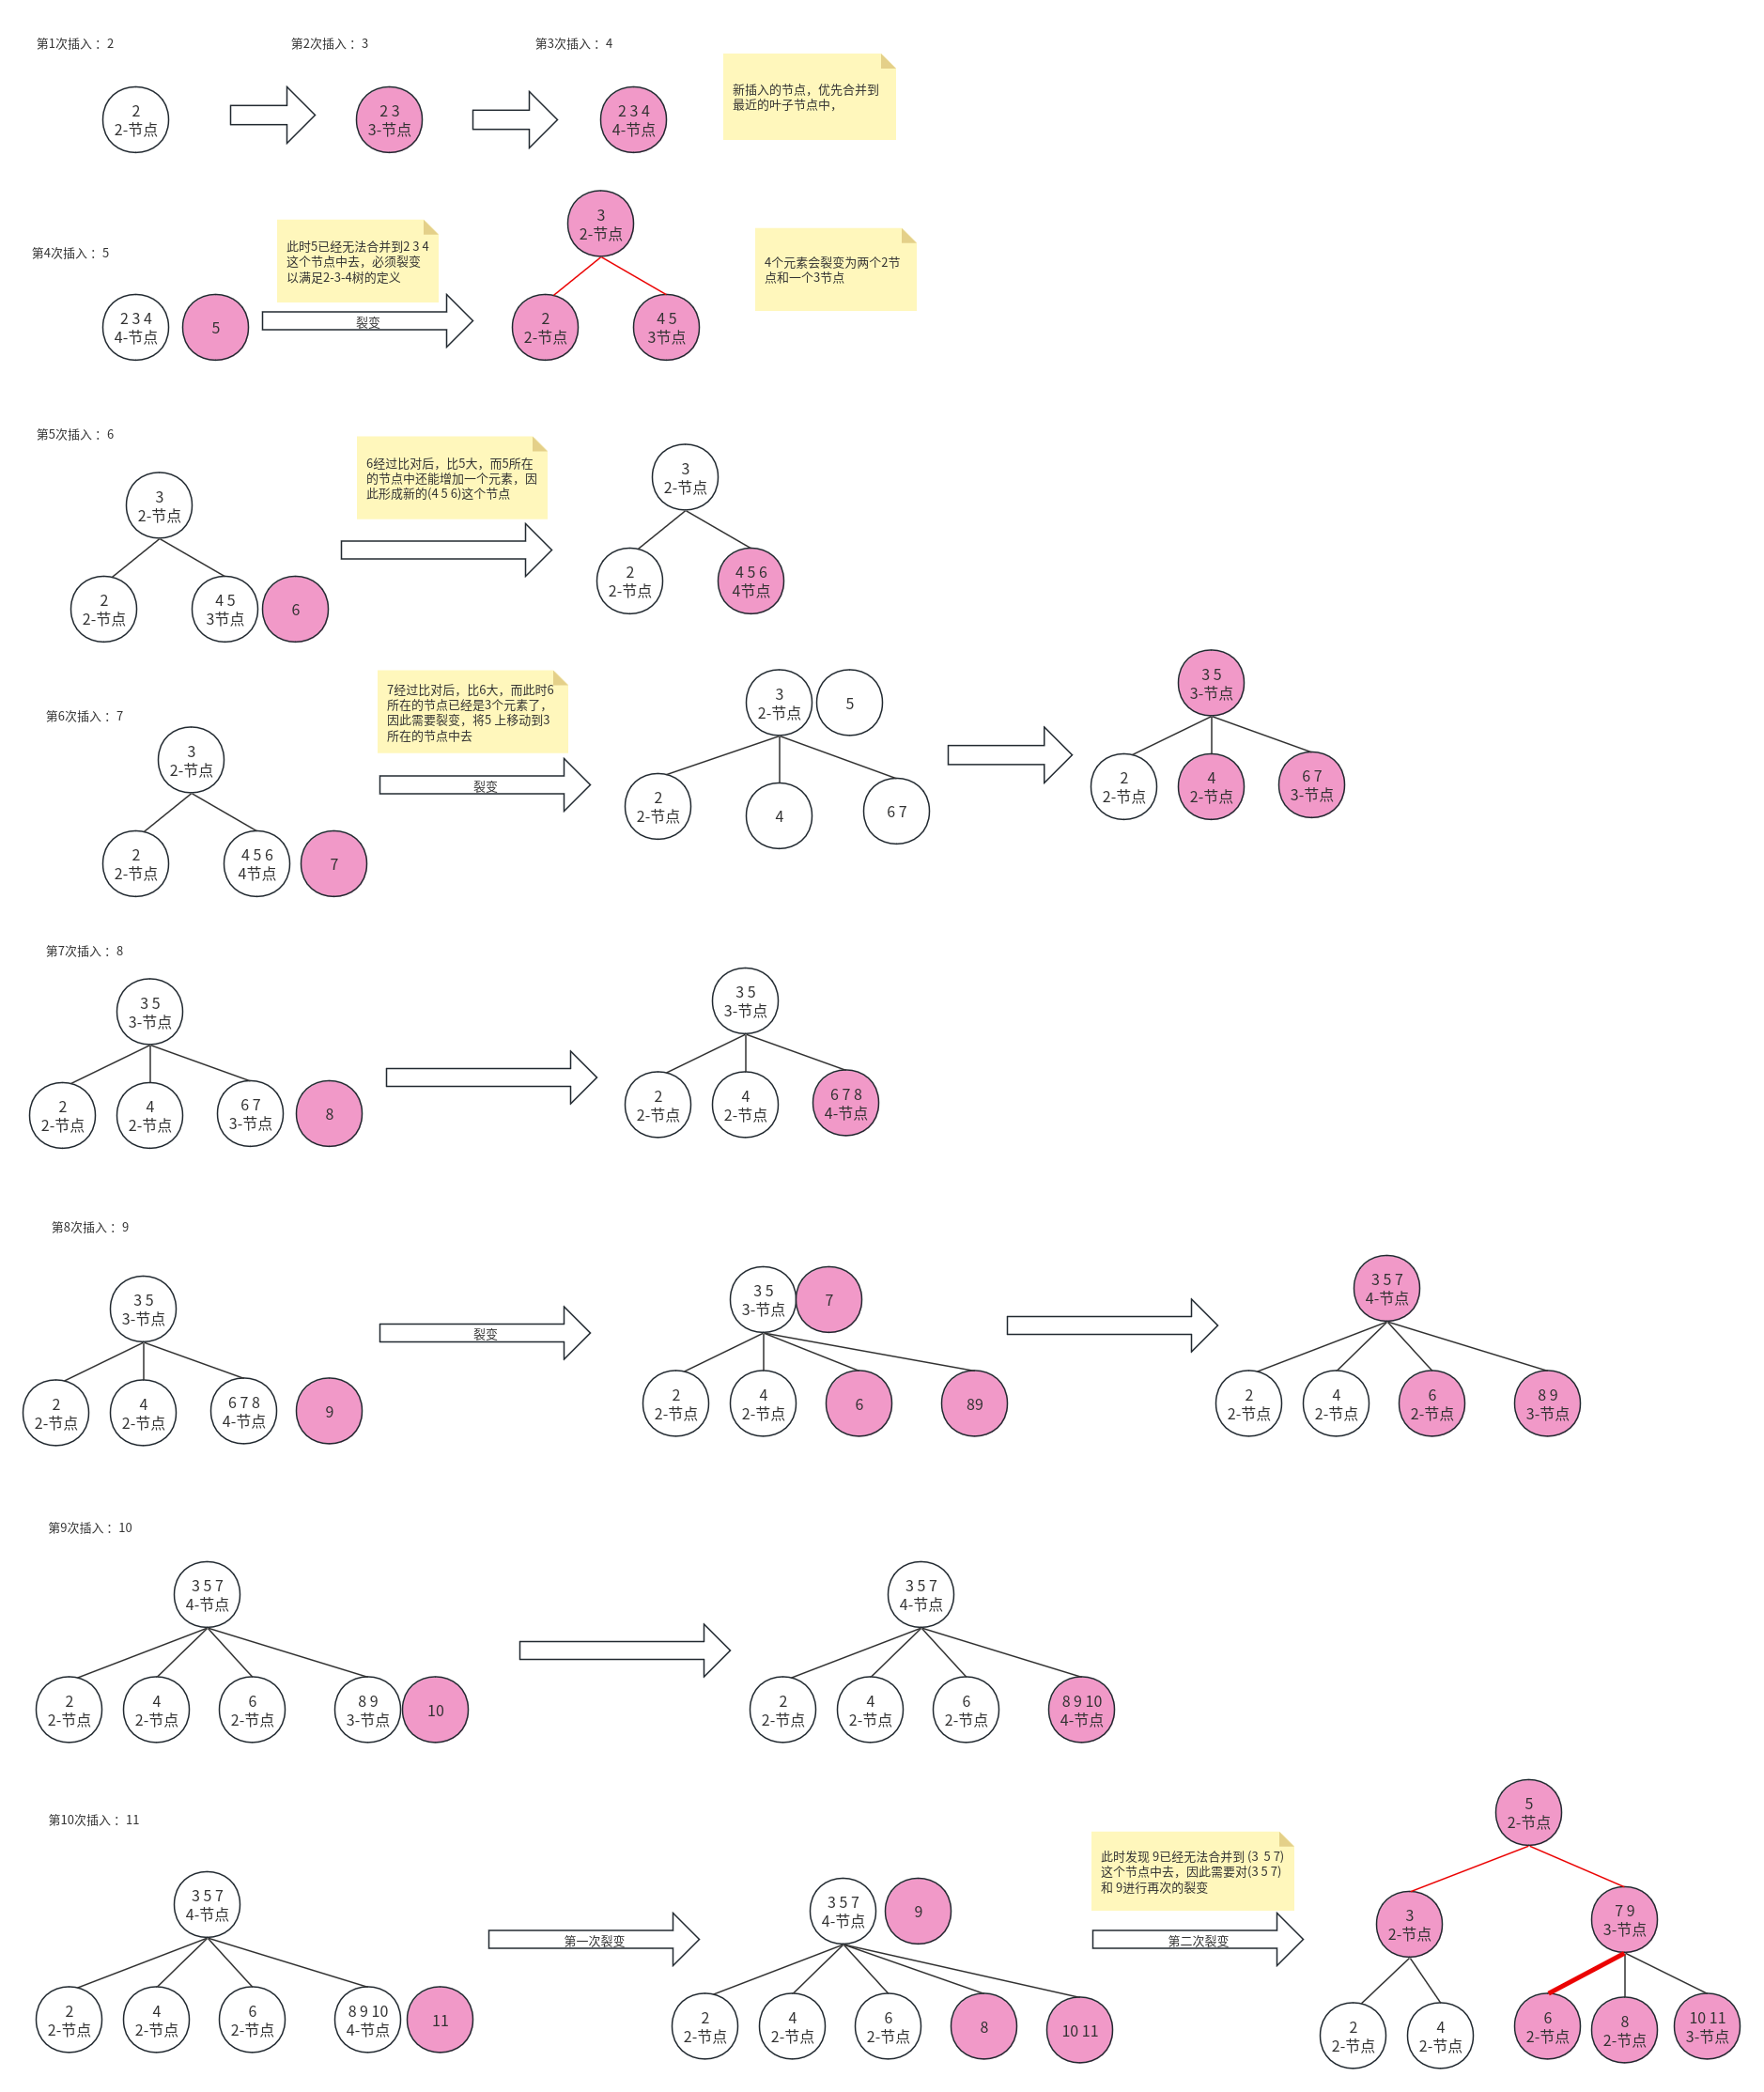 第1次插入 ：2
第2次插入 ：3
第3次插入 ：4
2
2-节点
2 3
3-节点
2 3 4
4-节点
新插入的节点，优先合并到
最近的叶子节点中，
第4次插入 ：5
2 3 4
4-节点
5
此时5已经无法合并到2 3 4
这个节点中去，必须裂变
以满足2-3-4树的定义
裂变
3
2-节点
2
2-节点
4 5
3节点
4个元素会裂变为两个2节
点和一个3节点
第5次插入 ：6
3
2-节点
2
2-节点
4 5
3节点
6
6经过比对后，比5大，而5所在
的节点中还能增加一个元素，因
此形成新的(4 5 6)这个节点
3
2-节点
2
2-节点
4 5 6
4节点
第6次插入 ：7
3
2-节点
2
2-节点
4 5 6
4节点
7
7经过比对后，比6大，而此时6
所在的节点已经是3个元素了，
因此需要裂变，将5 上移动到3
所在的节点中去
裂变
3
2-节点
5
2
2-节点
4
6 7
3 5
3-节点
2
2-节点
4
2-节点
6 7
3-节点
第7次插入 ：8
3 5
3-节点
2
2-节点
4
2-节点
6 7
3-节点
8
3 5
3-节点
2
2-节点
4
2-节点
6 7 8
4-节点
第8次插入 ：9
3 5
3-节点
2
2-节点
4
2-节点
6 7 8
4-节点
9
裂变
3 5
3-节点
7
2
2-节点
4
2-节点
6
89
3 5 7
4-节点
2
2-节点
4
2-节点
6
2-节点
8 9
3-节点
第9次插入 ：10
3 5 7
4-节点
2
2-节点
4
2-节点
6
2-节点
8 9
3-节点
10
3 5 7
4-节点
2
2-节点
4
2-节点
6
2-节点
8 9 10
4-节点
第10次插入 ：11
3 5 7
4-节点
2
2-节点
4
2-节点
6
2-节点
8 9 10
4-节点
11
第一次裂变
3 5 7
4-节点
9
2
2-节点
4
2-节点
6
2-节点
8
10 11
此时发现 9已经无法合并到 (3 5 7)
这个节点中去，因此需要对(3 5 7)
和 9进行再次的裂变
第二次裂变
5
2-节点
3
2-节点
7 9
3-节点
2
2-节点
4
2-节点
6
2-节点
8
2-节点
10 11
3-节点